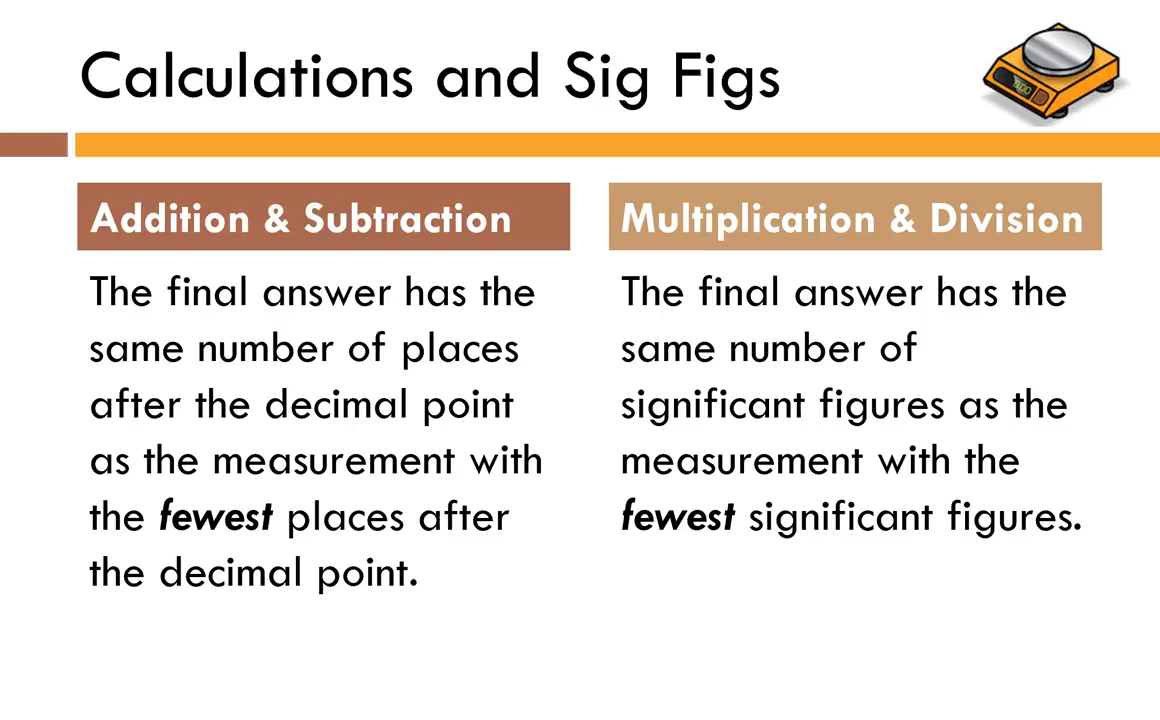 Calculations and Sig Figs
Addition & Subtraction
The final answer has the
same number of places
after the decimal point
as the measurement with
the fewest places after
the decimal point.
Multiplication & Division
The final answer has the
same number of
significant figures as the
measurement with the
fewest significant figures.